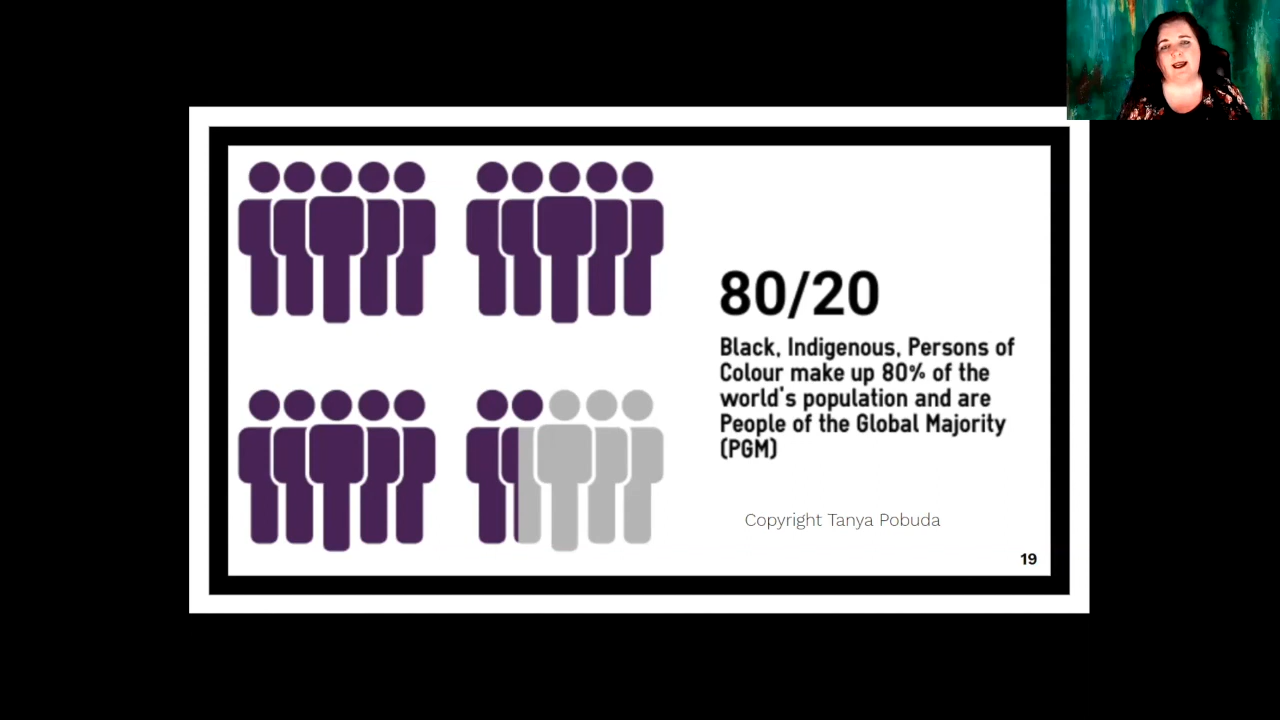 80/20
Black, Indigenous, Persons of
Colour make up 80% of the
world's population and are
People of the Global Majority
(PGM)
Copyright Tanya Pobuda
19